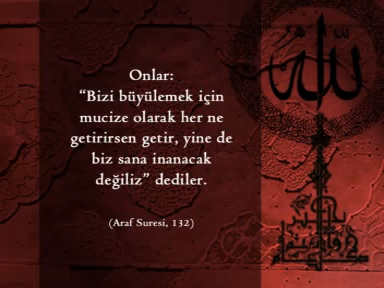 Onlar:
“Bizi büyülemek için
mucize olarak her ne
getirirsen getir, yine de
biz sana inanacak
değiliz” dediler.
(Araf Suresi, 132)
الله